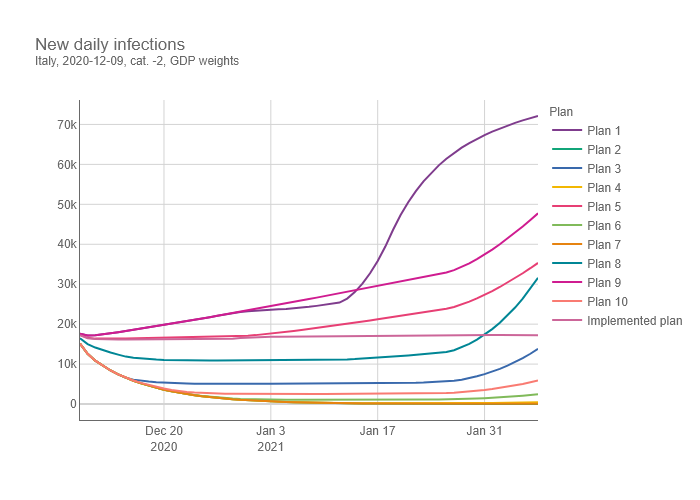 New daily infections
Italy, 2020-12-09, cat. -2, GDP weights
70k
60k
50k
40k
30k
20k
10k
0
Dec 20
2020
Jan 3
2021
Jan 17
Jan 31
Plan
Plan 1
Plan 2
Plan 3
Plan 4
Plan 5
Plan 6
Plan 7
Plan 8
Plan 9
Plan 10
Implemented plan